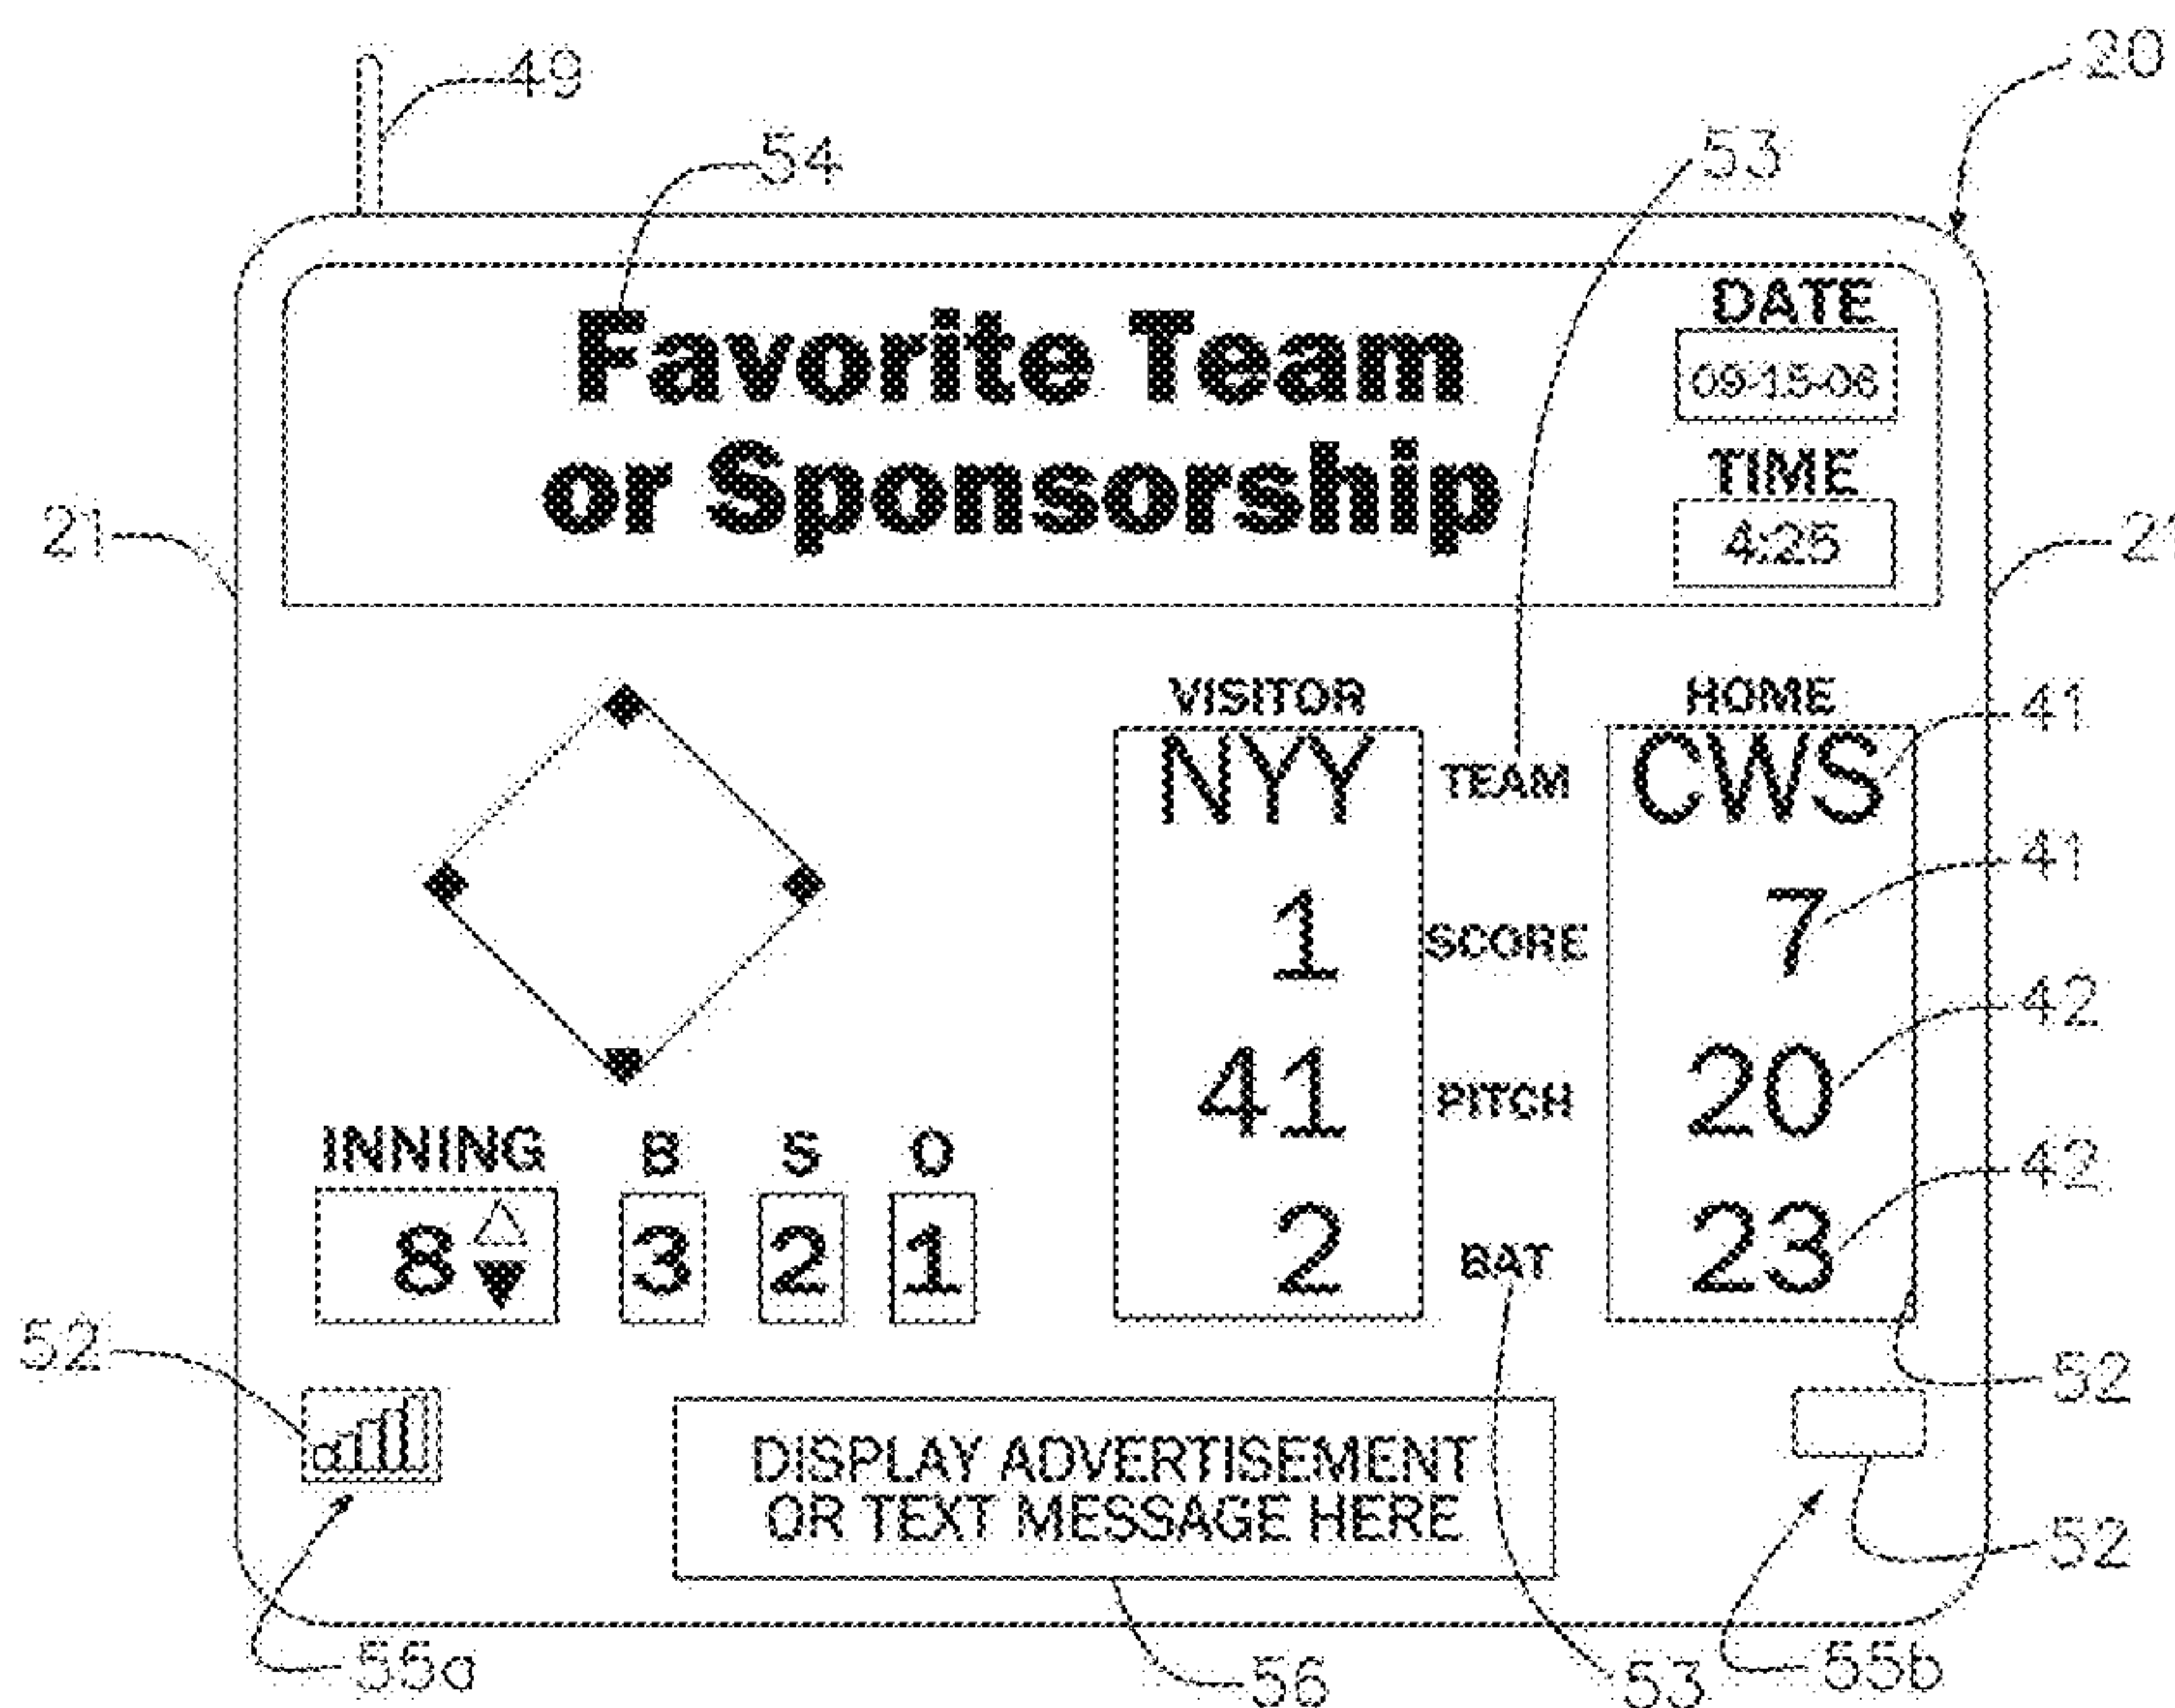 49
20
54
53
Favorite Team
or Sponsorship
DATE
09-15-06
TIME
4:25
21
VISITOR HOME
NYY TEAM CWS 41
1 SCORE 7 41
41 PITCH 20 42
2 BAT 23 42
INNING B S O
8 3 2 1
52
52
DISPLAY ADVERTISEMENT
OR TEXT MESSAGE HERE
52
55a
56
53
55b